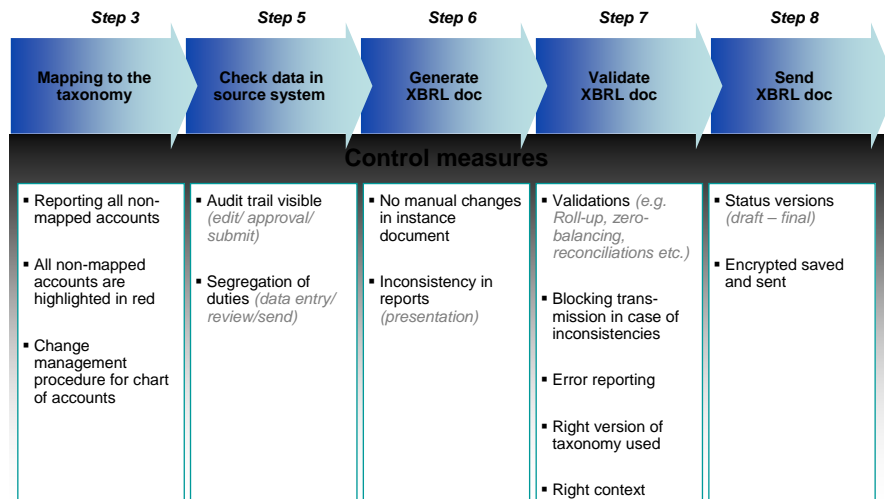 Step 3
Step 5
Step 6
Step 7
Step 8
Mapping to the
taxonomy
Check data in
source system
Generate
XBRL doc
Validate
XBRL doc
Send
XBRL doc
Control measures
▪ Reporting all non-
mapped accounts
▪ All non-mapped
accounts are
highlighted in red
▪ Change
management
procedure for chart
of accounts
▪ Audit trail visible
(edit/ approval/
submit)
▪ Segregation of
duties (data entry/
review/send)
▪ No manual changes
in instance
document
▪ Inconsistency in
reports
(presentation)
▪ Validations (e.g.
Roll-up, zero-
balancing,
reconciliations etc.)
▪ Blocking trans-
mission in case of
inconsistencies
▪ Error reporting
▪ Right version of
taxonomy used
▪ Right context
▪ Status versions
(draft – final)
▪ Encrypted saved
and sent